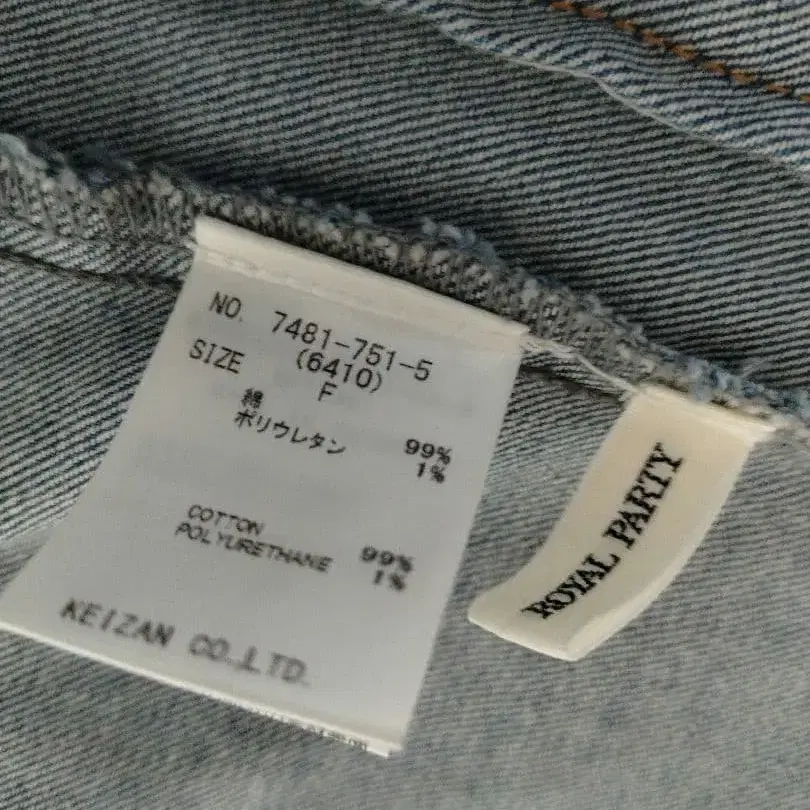 NO. 7481-751-5
(6410)
SIZE F
綿 99%
ポリウレタン 1%
COTTON 99%
POLYURETHANE 1%
KEIZAN CO.,LTD.
ROYAL PARTY